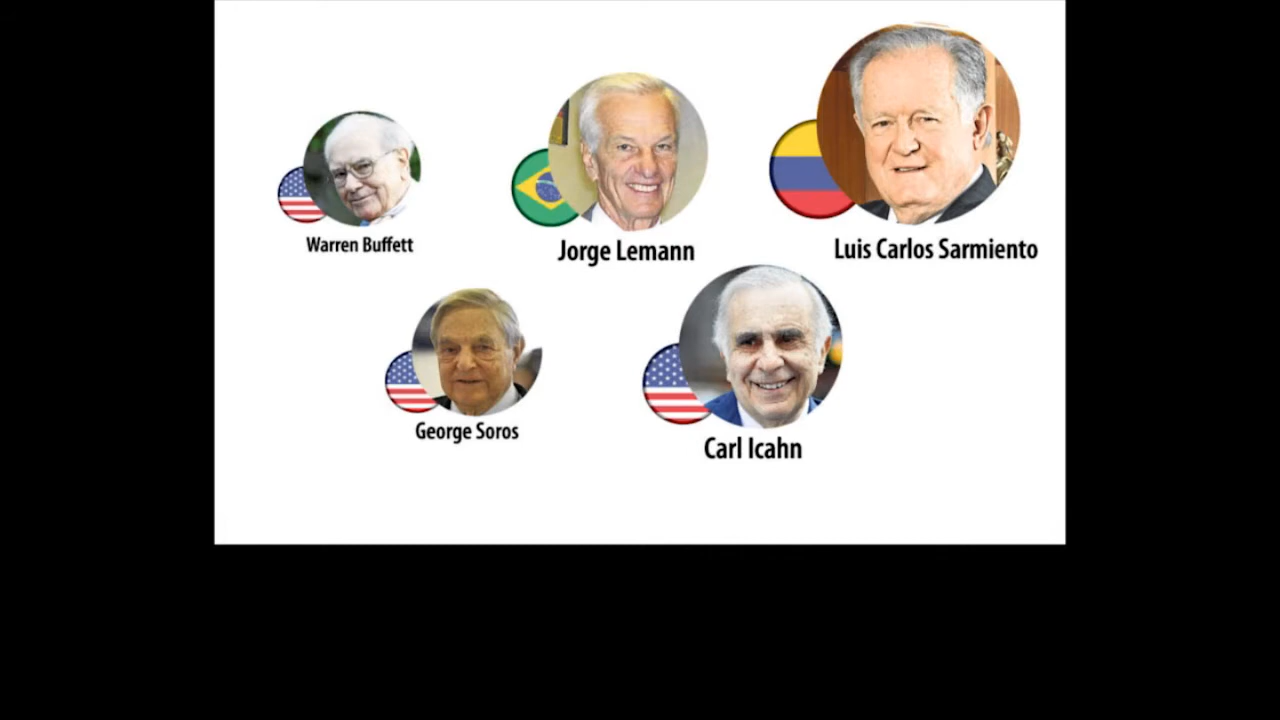 Warren Buffett
Jorge Lemann
Luis Carlos Sarmiento
George Soros
Carl Icahn